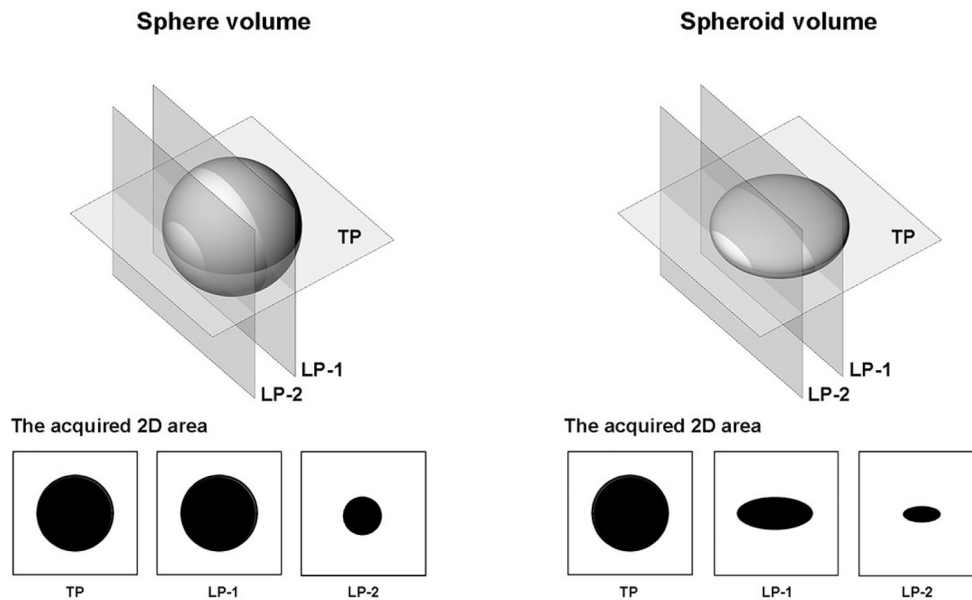 Sphere volume
TP
LP-1
LP-2
The acquired 2D area
TP LP-1 LP-2
Spheroid volume
TP
LP-1
LP-2
The acquired 2D area
TP LP-1 LP-2